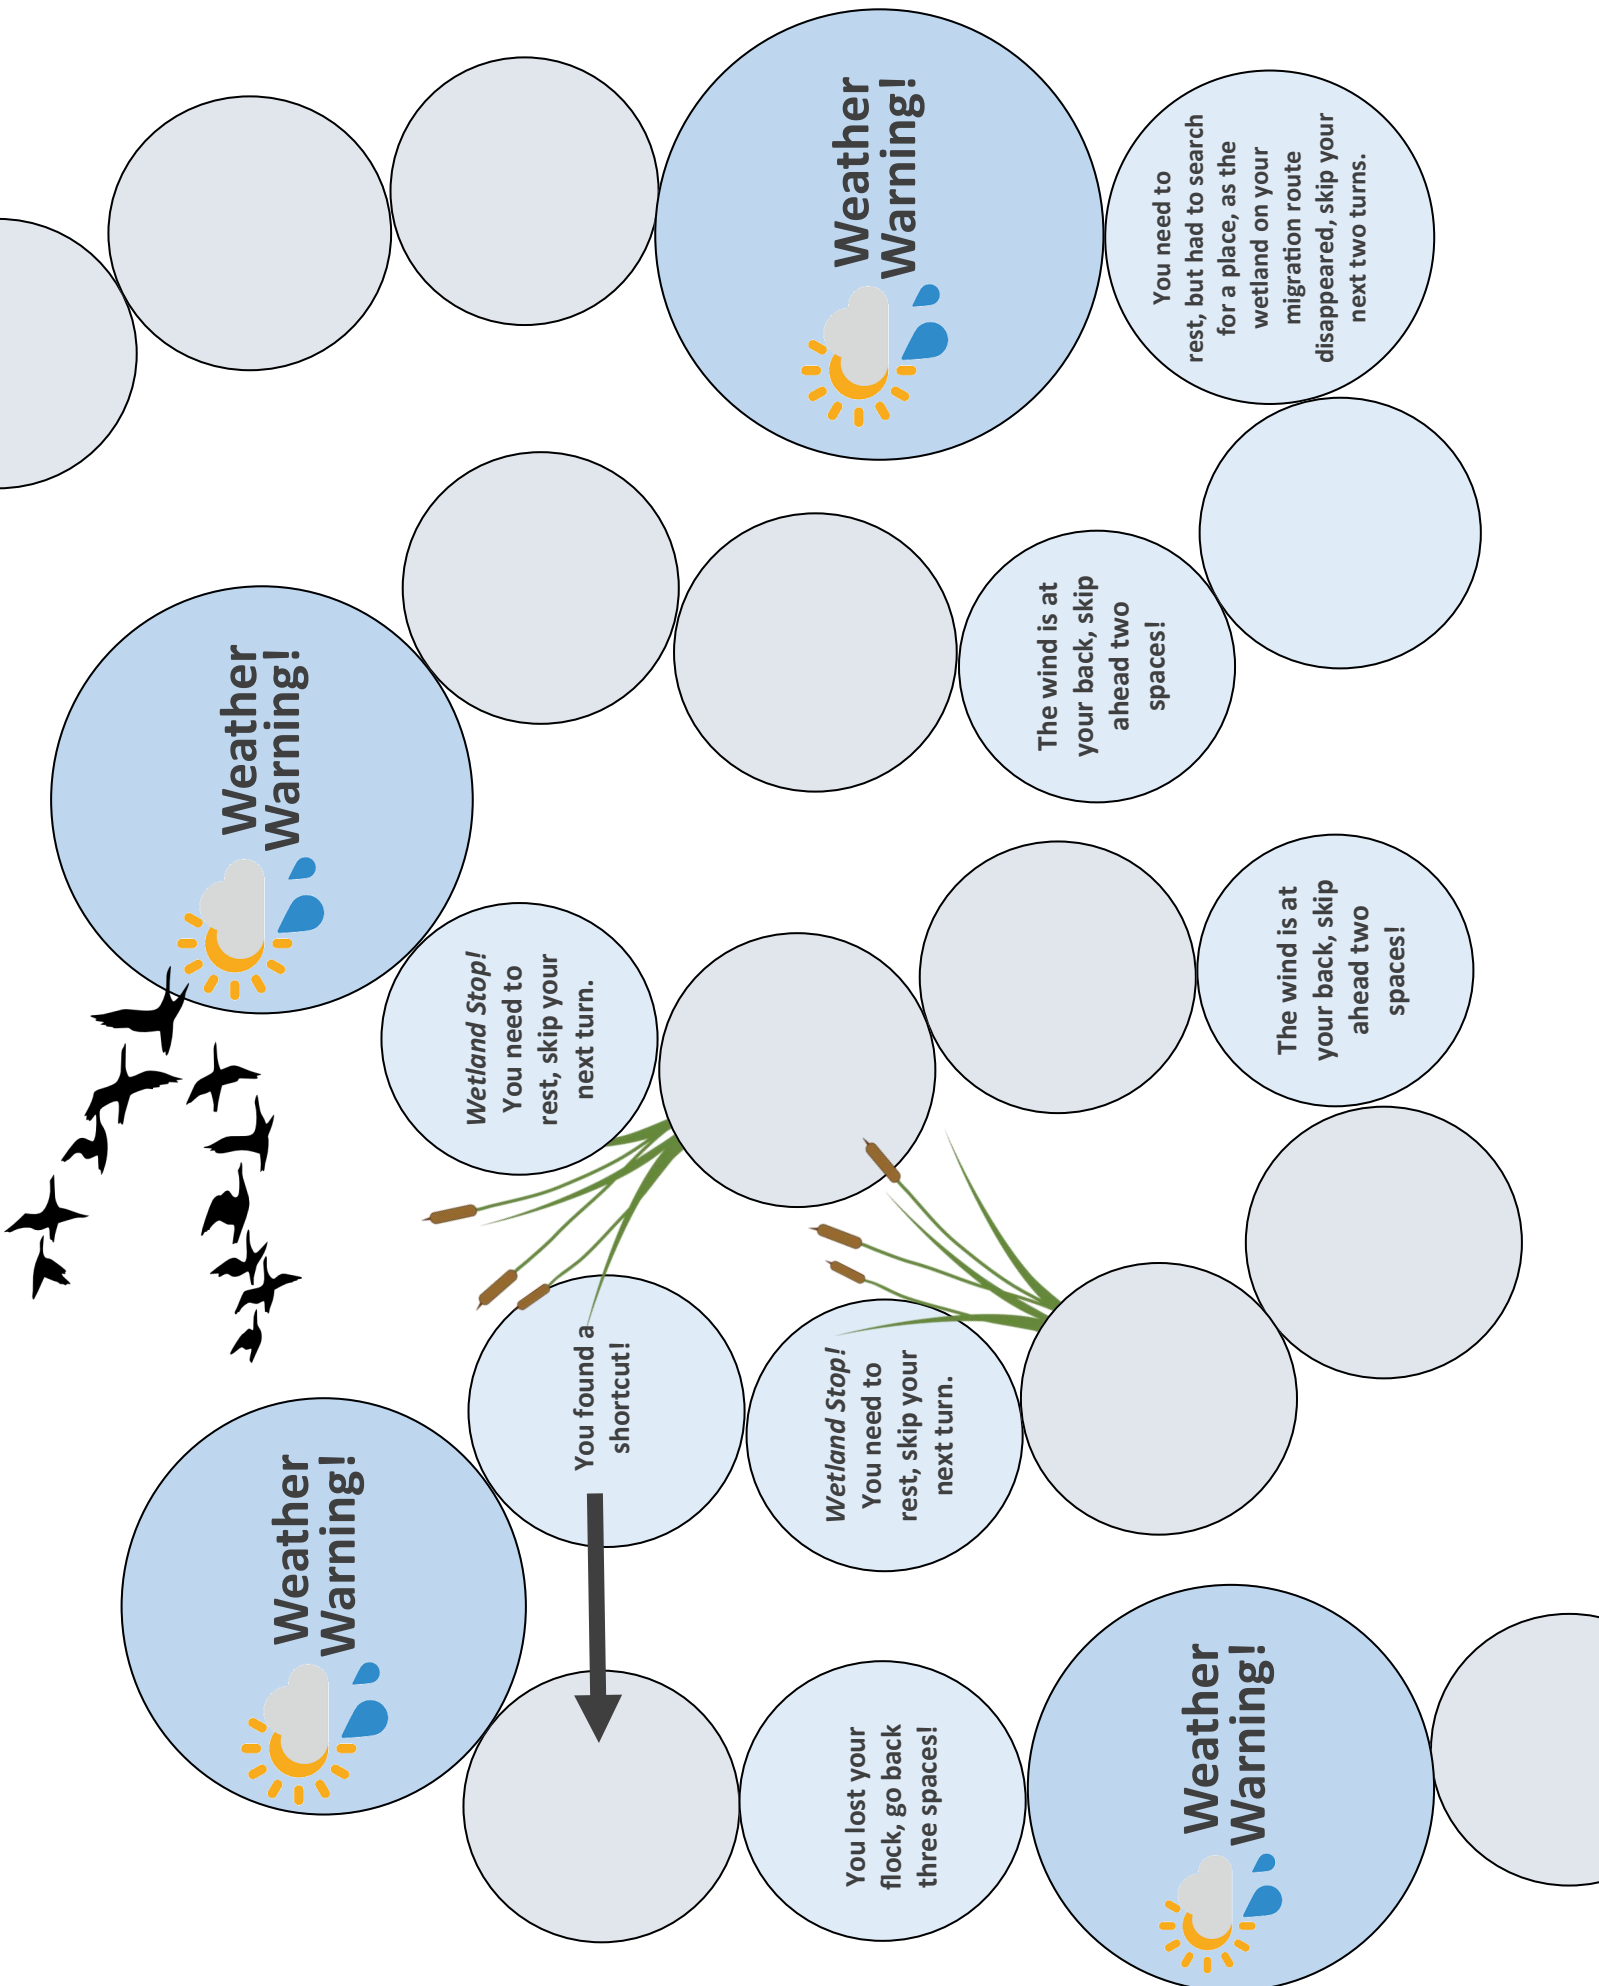 Weather
Warning!
You need to
rest, but had to search
for a place, as the
wetland on your
migration route
disappeared, skip your
next two turns.
The wind is at
your back, skip
ahead two
spaces!
Weather
Warning!
Wetland Stop!
You need to
rest, skip your
next turn.
The wind is at
your back, skip
ahead two
spaces!
You found a
shortcut!
Wetland Stop!
You need to
rest, skip your
next turn.
Weather
Warning!
You lost your
flock, go back
three spaces!
Weather
Warning!